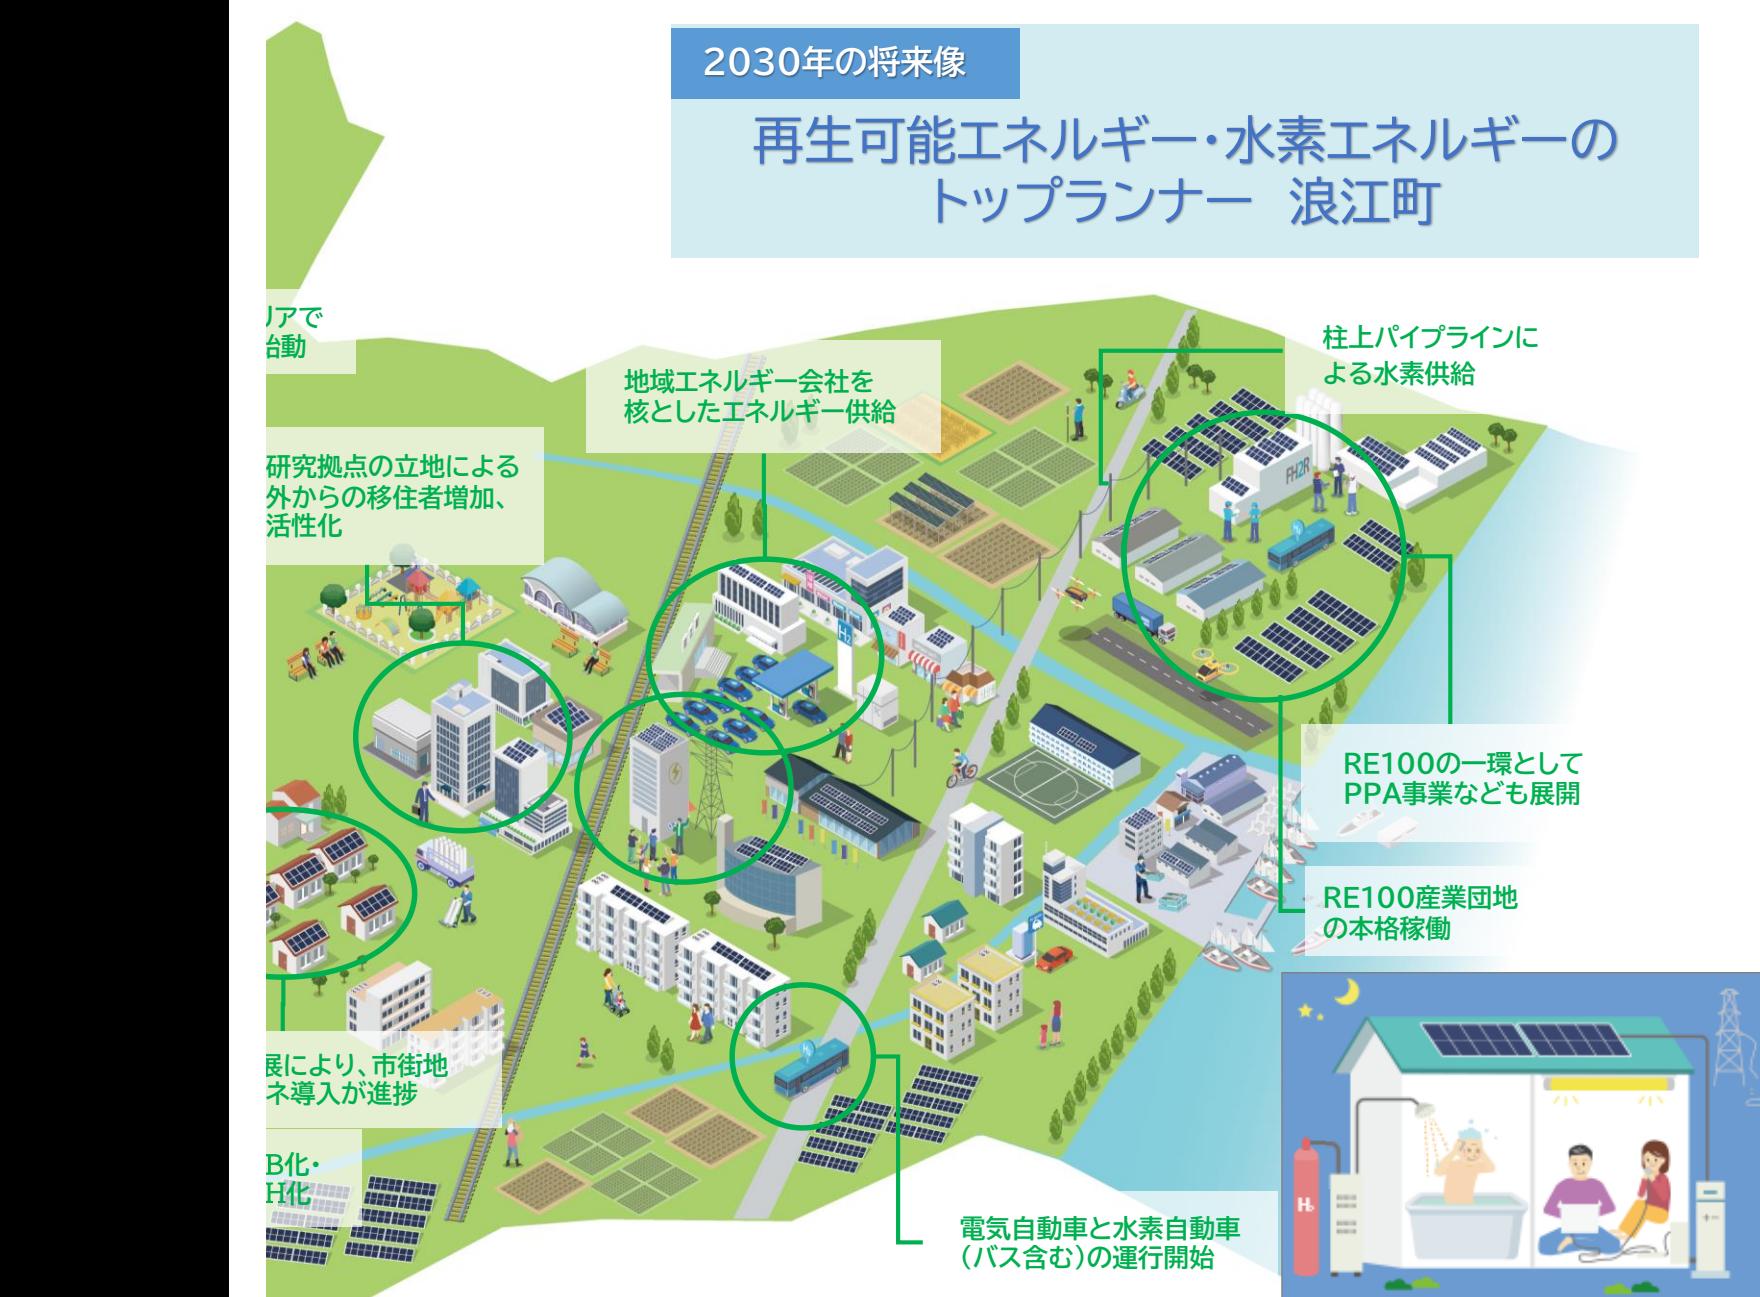 2030年の将来像
再生可能エネルギー・水素エネルギーの
トップランナー　浪江町
リアで
始動
地域エネルギー会社を
核としたエネルギー供給
柱上パイプラインに
よる水素供給
研究拠点の立地による
外からの移住者増加、
活性化
FH2R
H2
RE100の一環として
PPA事業なども展開
RE100産業団地
の本格稼働
展により、市街地
ネ導入が進捗
B化・
H化
電気自動車と水素自動車
（バス含む）の運行開始
H2